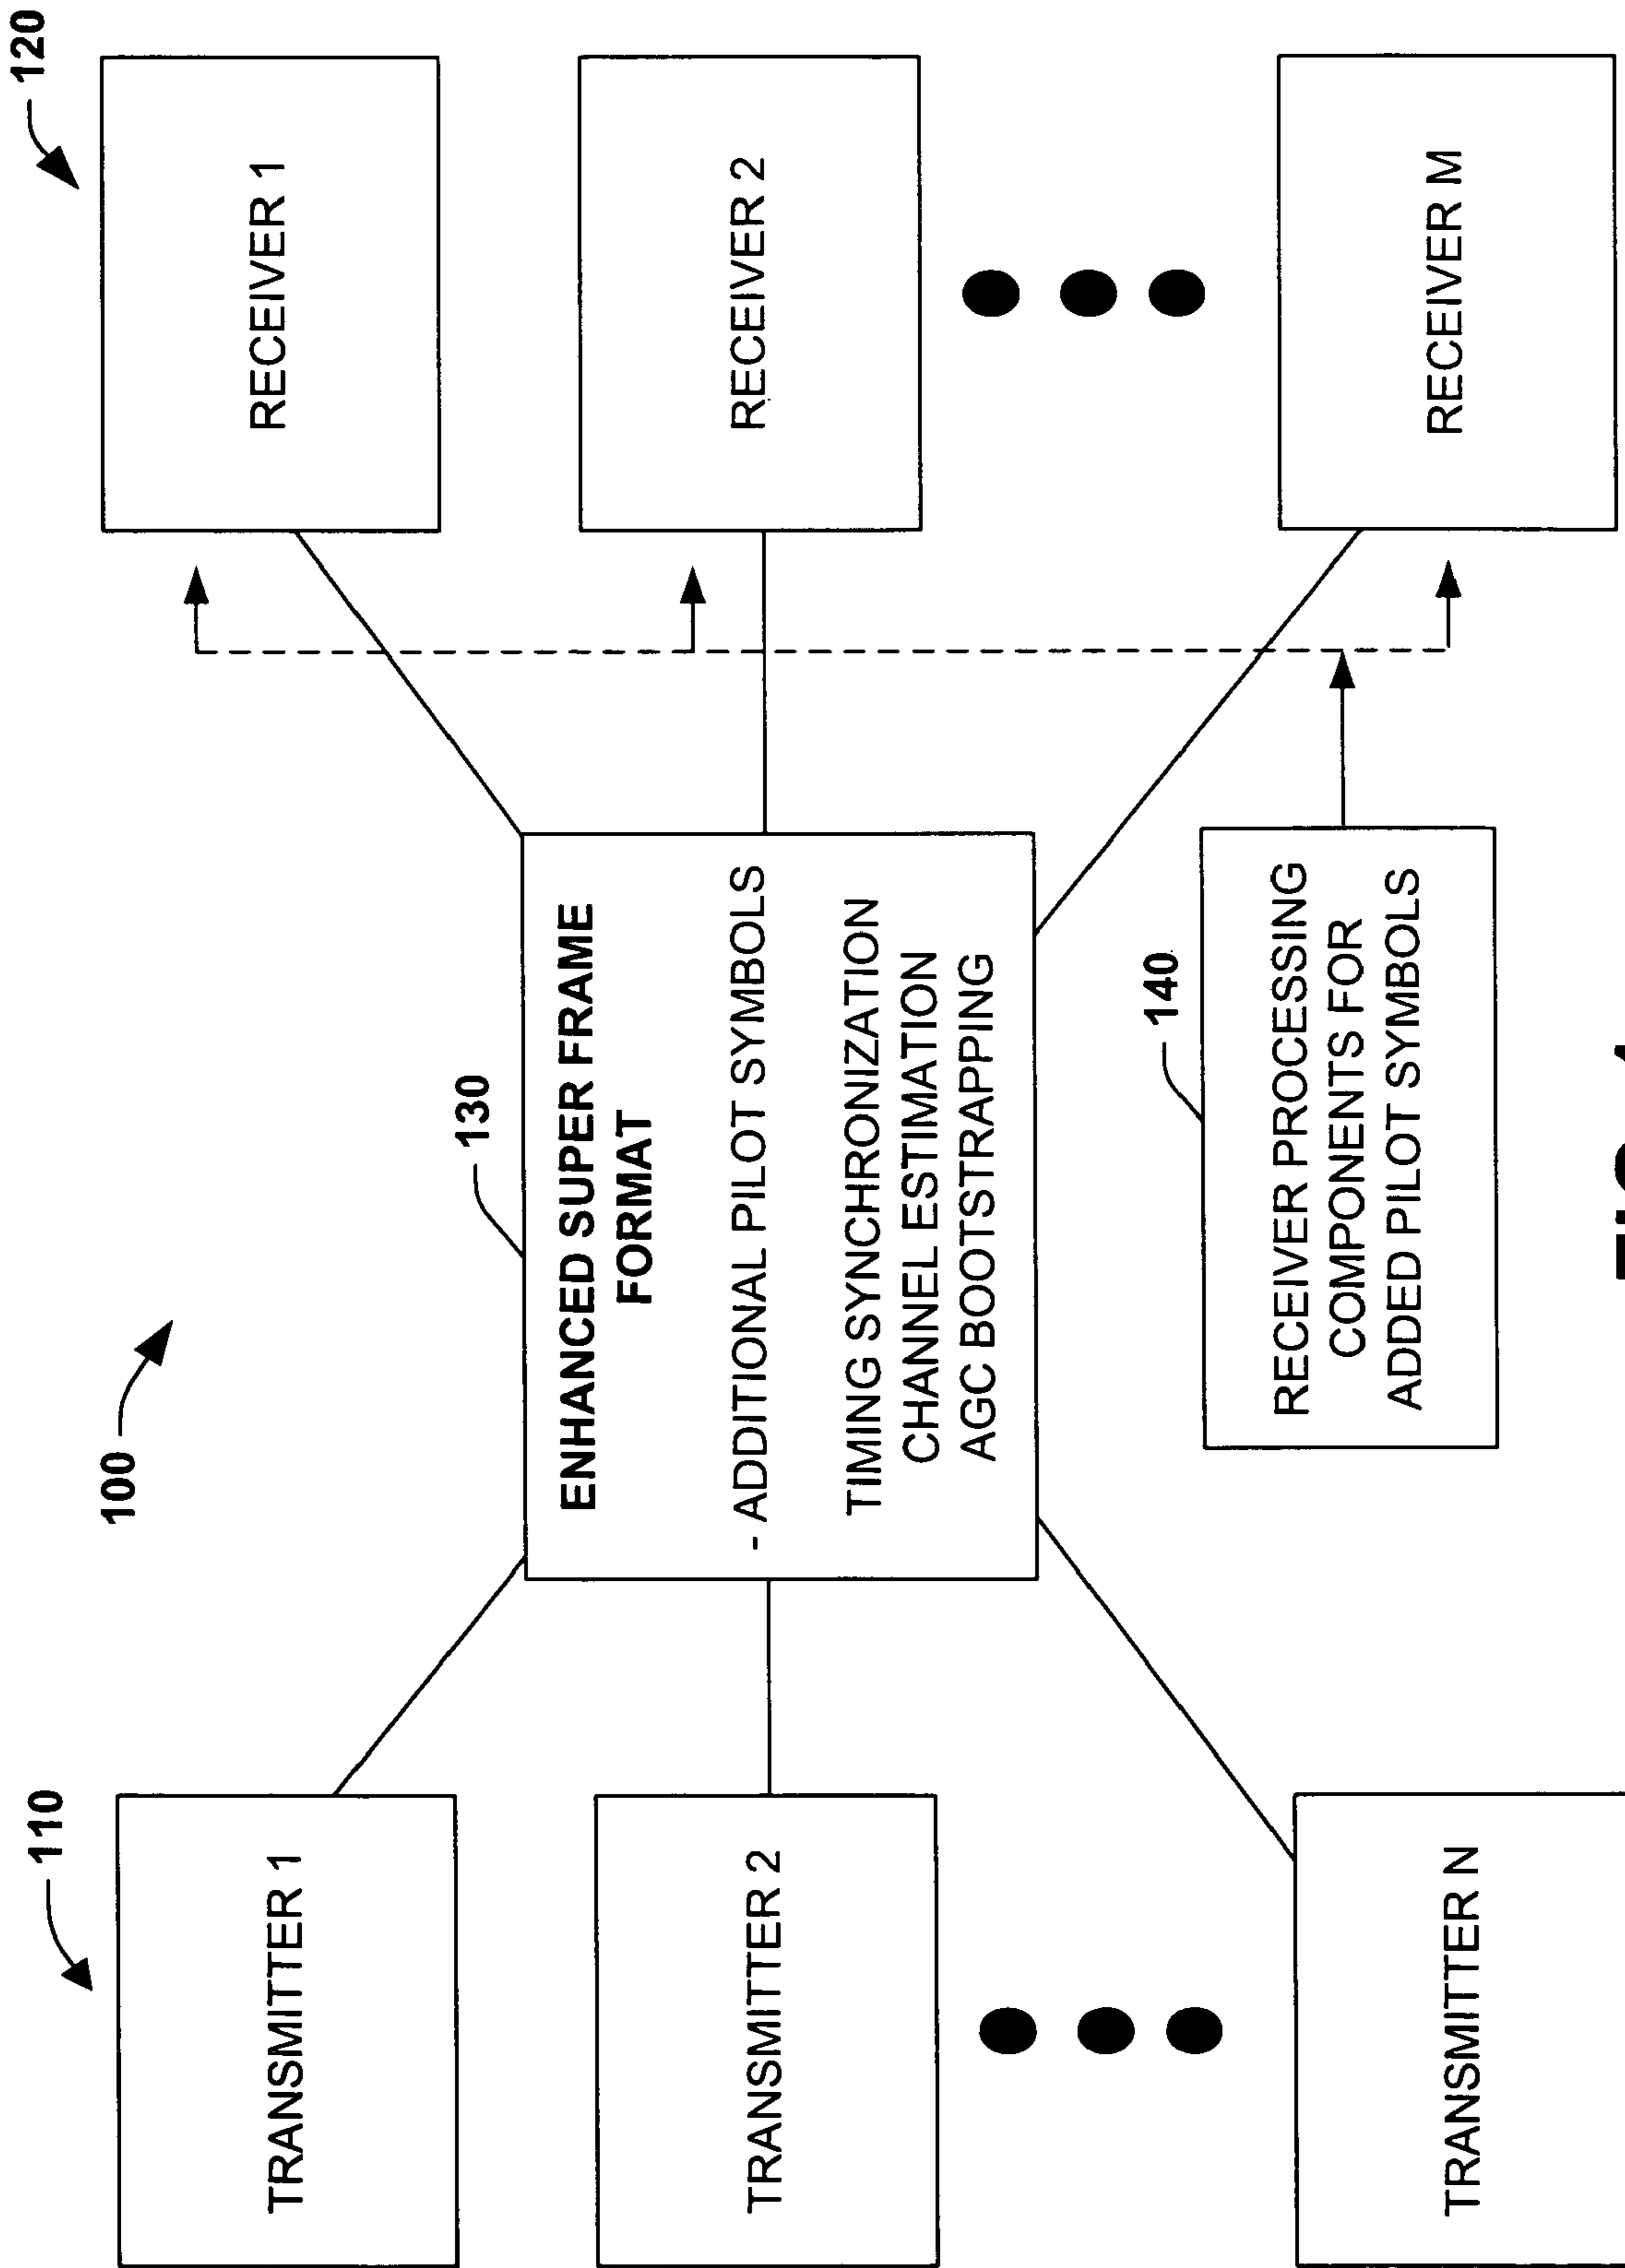 110
100
120
TRANSMITTER 1
RECEIVER 1
130
ENHANCED SUPER FRAME
FORMAT
- ADDITIONAL PILOT SYMBOLS
TIMING SYNCHRONIZATION
CHANNEL ESTIMATION
AGC BOOTSTRAPPING
TRANSMITTER 2
RECEIVER 2
140
RECEIVER PROCESSING
COMPONENTS FOR
ADDED PILOT SYMBOLS
TRANSMITTER N
RECEIVER M